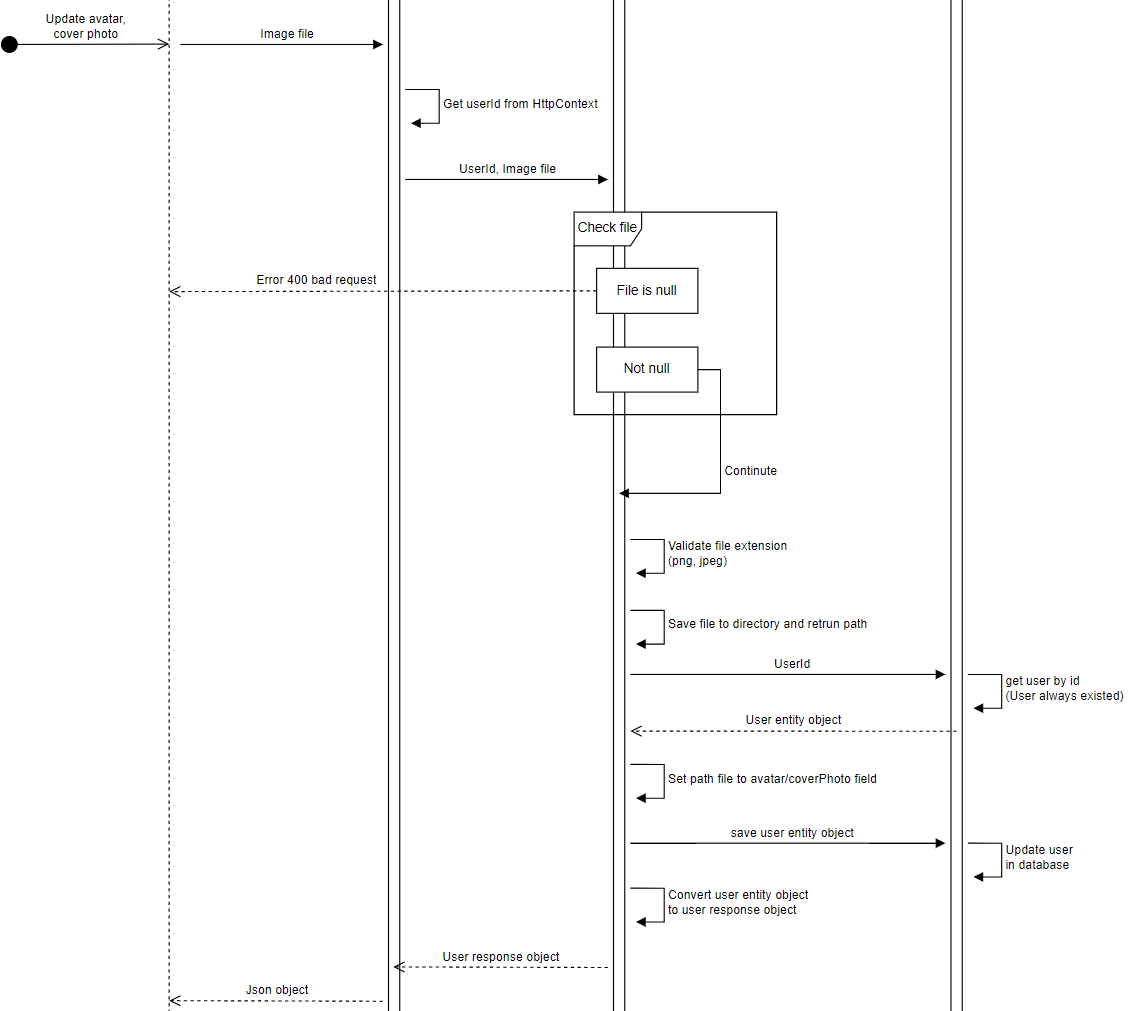 Update avatar,
cover photo
Image file
Get userId from HttpContext
UserId, Image file
Check file
Error 400 bad request
File is null
Not null
Continute
Validate file extension
(png, jpeg)
Save file to directory and retrun path
UserId
get user by id
(User always existed)
User entity object
Set path file to avatar/coverPhoto field
save user entity object
Update user
in database
Convert user entity object
to user response object
User response object
Json object